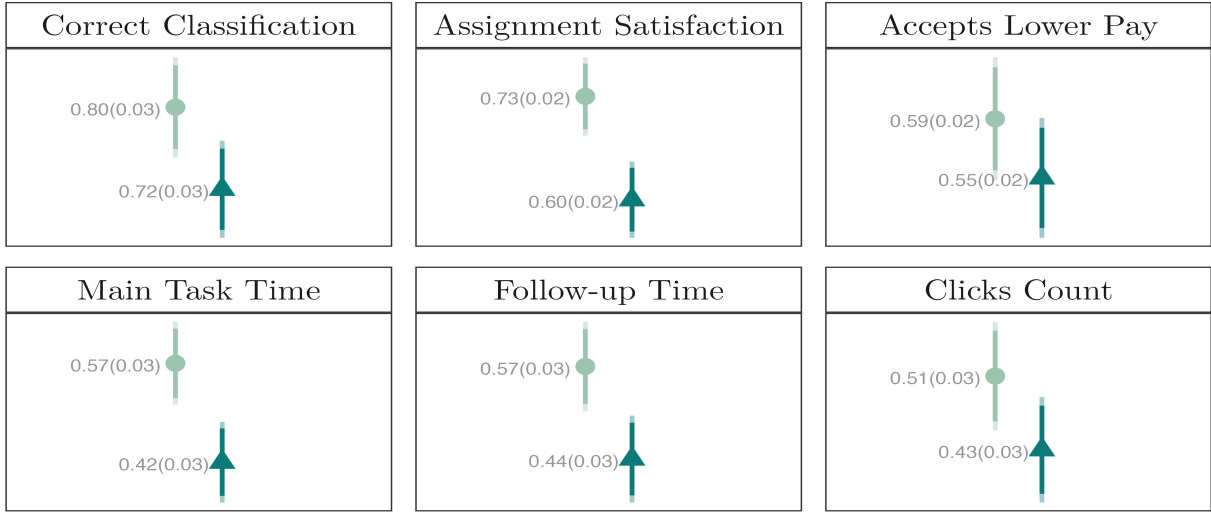 Correct Classification
0.80(0.03)
0.72(0.03)
Assignment Satisfaction
0.73(0.02)
0.60(0.02)
Accepts Lower Pay
0.59(0.02)
0.55(0.02)
Main Task Time
0.57(0.03)
0.42(0.03)
Follow-up Time
0.57(0.03)
0.44(0.03)
Clicks Count
0.51(0.03)
0.43(0.03)